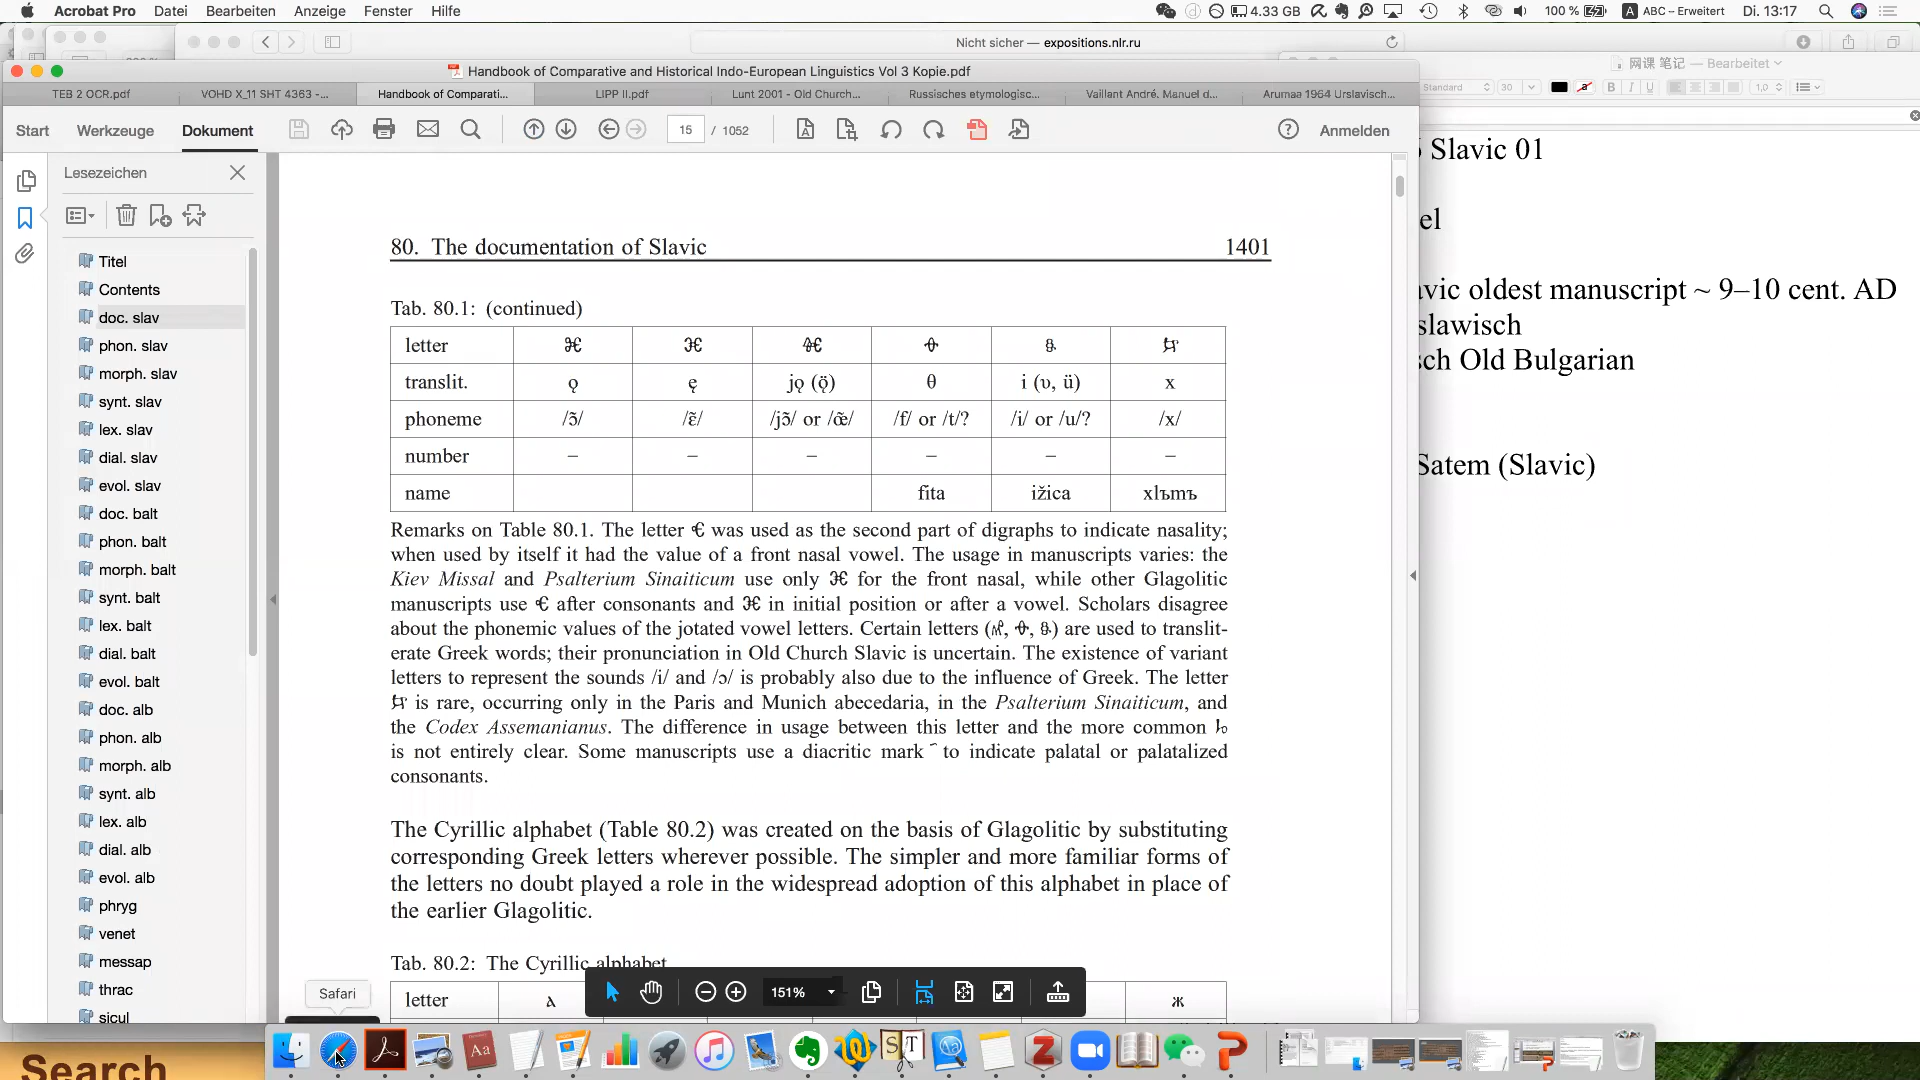 Acrobat Pro Datei Bearbeiten Anzeige Fenster Hilfe 4.33 GB 100 % A ABC – Erweitert Di. 13:17
Nicht sicher — expositions.nlr.ru
网课 笔记 — Bearbeitet
Handbook of Comparative and Historical Indo-European Linguistics Vol 3 Kopie.pdf
Standard 30 B I U 1,0
TEB 2 OCR.pdf VOHD X_11 SHT 4363 -... Handbook of Comparati... LIPP II.pdf Lunt 2001 - Old Church... Russisches etymologisc... Vaillant André. Manuel d... Arumaa 1964 Urslavisch...
Start Werkzeuge Dokument 15 / 1052 Anmelden
Lesezeichen
Titel
Contents
doc. slav
phon. slav
morph. slav
synt. slav
lex. slav
dial. slav
evol. slav
doc. balt
phon. balt
morph. balt
synt. balt
lex. balt
dial. balt
evol. balt
doc. alb
phon. alb
morph. alb
synt. alb
lex. alb
dial. alb
evol. alb
phryg
venet
messap
thrac
sicul
80. The documentation of Slavic 1401
Tab. 80.1: (continued)
letter ⱘ ⱔ ⱙ ⱚ ⱛ ⱒ
translit. ǫ ę jǫ (ǫ̈) θ i (υ, ü) x
phoneme /ɔ̃/ /ɛ̃/ /jɔ̃/ or /œ̃/ /f/ or /t/? /i/ or /u/? /x/
number – – – – – –
name fita ižica xlъmъ
Remarks on Table 80.1. The letter ⰵ was used as the second part of digraphs to indicate nasality;
when used by itself it had the value of a front nasal vowel. The usage in manuscripts varies: the
Kiev Missal and Psalterium Sinaiticum use only ⱔ for the front nasal, while other Glagolitic
manuscripts use ⰵ after consonants and ⱔ in initial position or after a vowel. Scholars disagree
about the phonemic values of the jotated vowel letters. Certain letters (ⰼ, ⱚ, ⱛ) are used to translit-
erate Greek words; their pronunciation in Old Church Slavic is uncertain. The existence of variant
letters to represent the sounds /i/ and /ɔ/ is probably also due to the influence of Greek. The letter
is rare, occurring only in the Paris and Munich abecedaria, in the Psalterium Sinaiticum, and
the Codex Assemanianus. The difference in usage between this letter and the more common ⱈ
is not entirely clear. Some manuscripts use a diacritic mark ҄ to indicate palatal or palatalized
consonants.
The Cyrillic alphabet (Table 80.2) was created on the basis of Glagolitic by substituting
corresponding Greek letters wherever possible. The simpler and more familiar forms of
the letters no doubt played a role in the widespread adoption of this alphabet in place of
the earlier Glagolitic.
Tab. 80.2: The Cyrillic alphabet
letter а ж
151%
Slavic 01
el
avic oldest manuscript ~ 9–10 cent. AD
slawisch
sch Old Bulgarian
Satem (Slavic)
Safari
Search